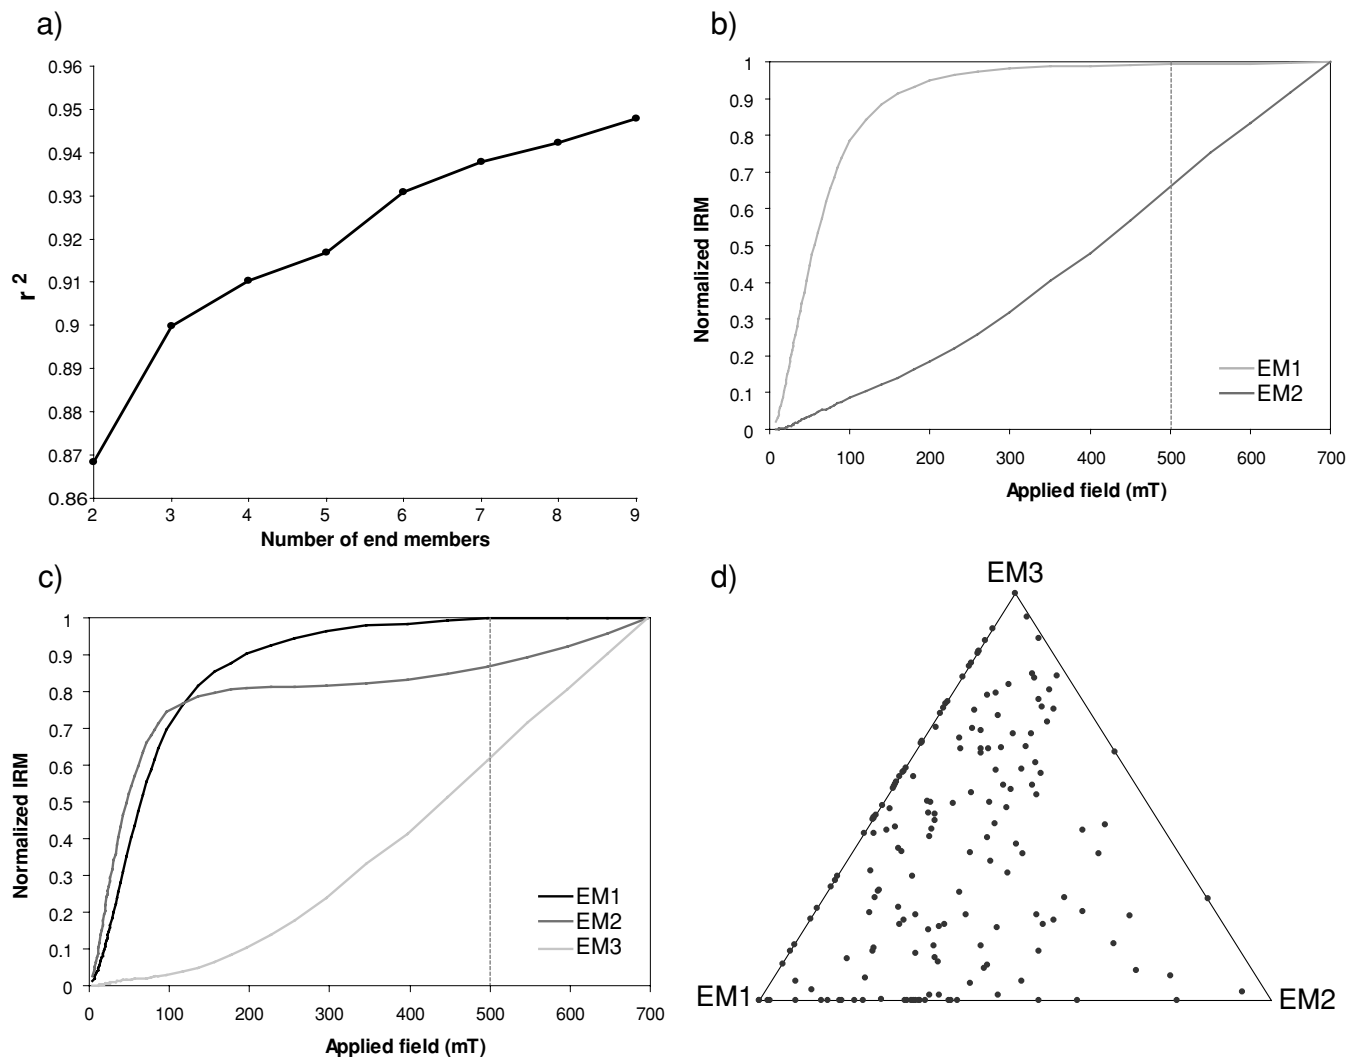 a)
0.96
0.95
0.94
0.93
0.92
0.91
0.9
0.89
0.88
0.87
0.86
r 2
2 3 4 5 6 7 8 9
Number of end members
b)
1
0.9
0.8
0.7
0.6
0.5
0.4
0.3
0.2
0.1
0
Normalized IRM
EM1
EM2
0 100 200 300 400 500 600 700
Applied field (mT)
c)
1
0.9
0.8
0.7
0.6
0.5
0.4
0.3
0.2
0.1
0
Normalized IRM
EM1
EM2
EM3
0 100 200 300 400 500 600 700
Applied field (mT)
d)
EM3
EM1 EM2